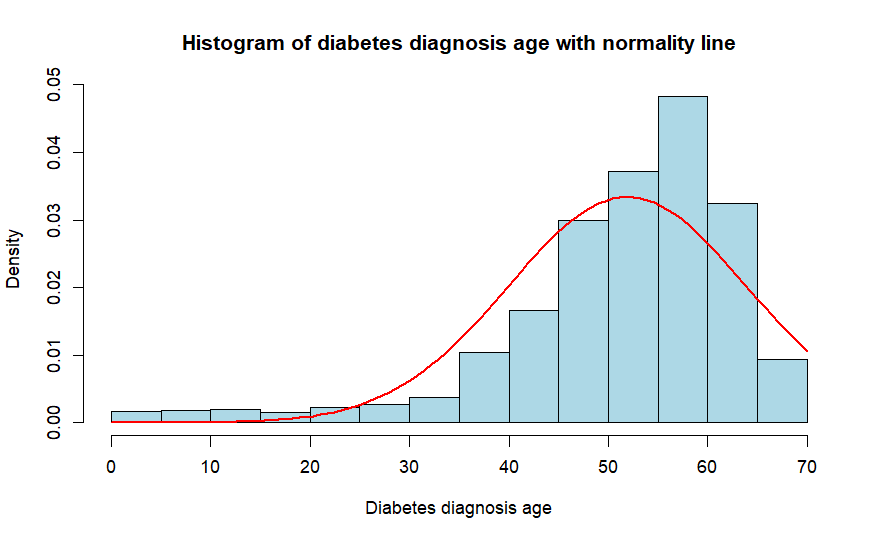 Histogram of diabetes diagnosis age with normality line
Density
0.05
0.04
0.03
0.02
0.01
0.00
0 10 20 30 40 50 60 70
Diabetes diagnosis age